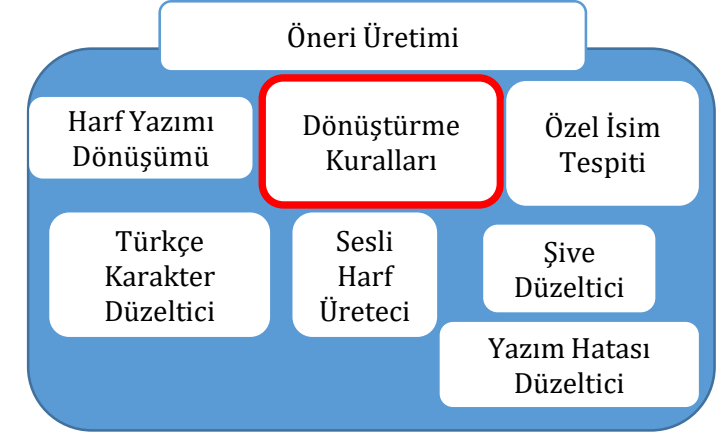 Öneri Üretimi
Harf Yazımı
Dönüşümü
Dönüştürme
Kuralları
Özel İsim
Tespiti
Türkçe
Karakter
Düzeltici
Sesli
Harf
Üreteci
Şive
Düzeltici
Yazım Hatası
Düzeltici